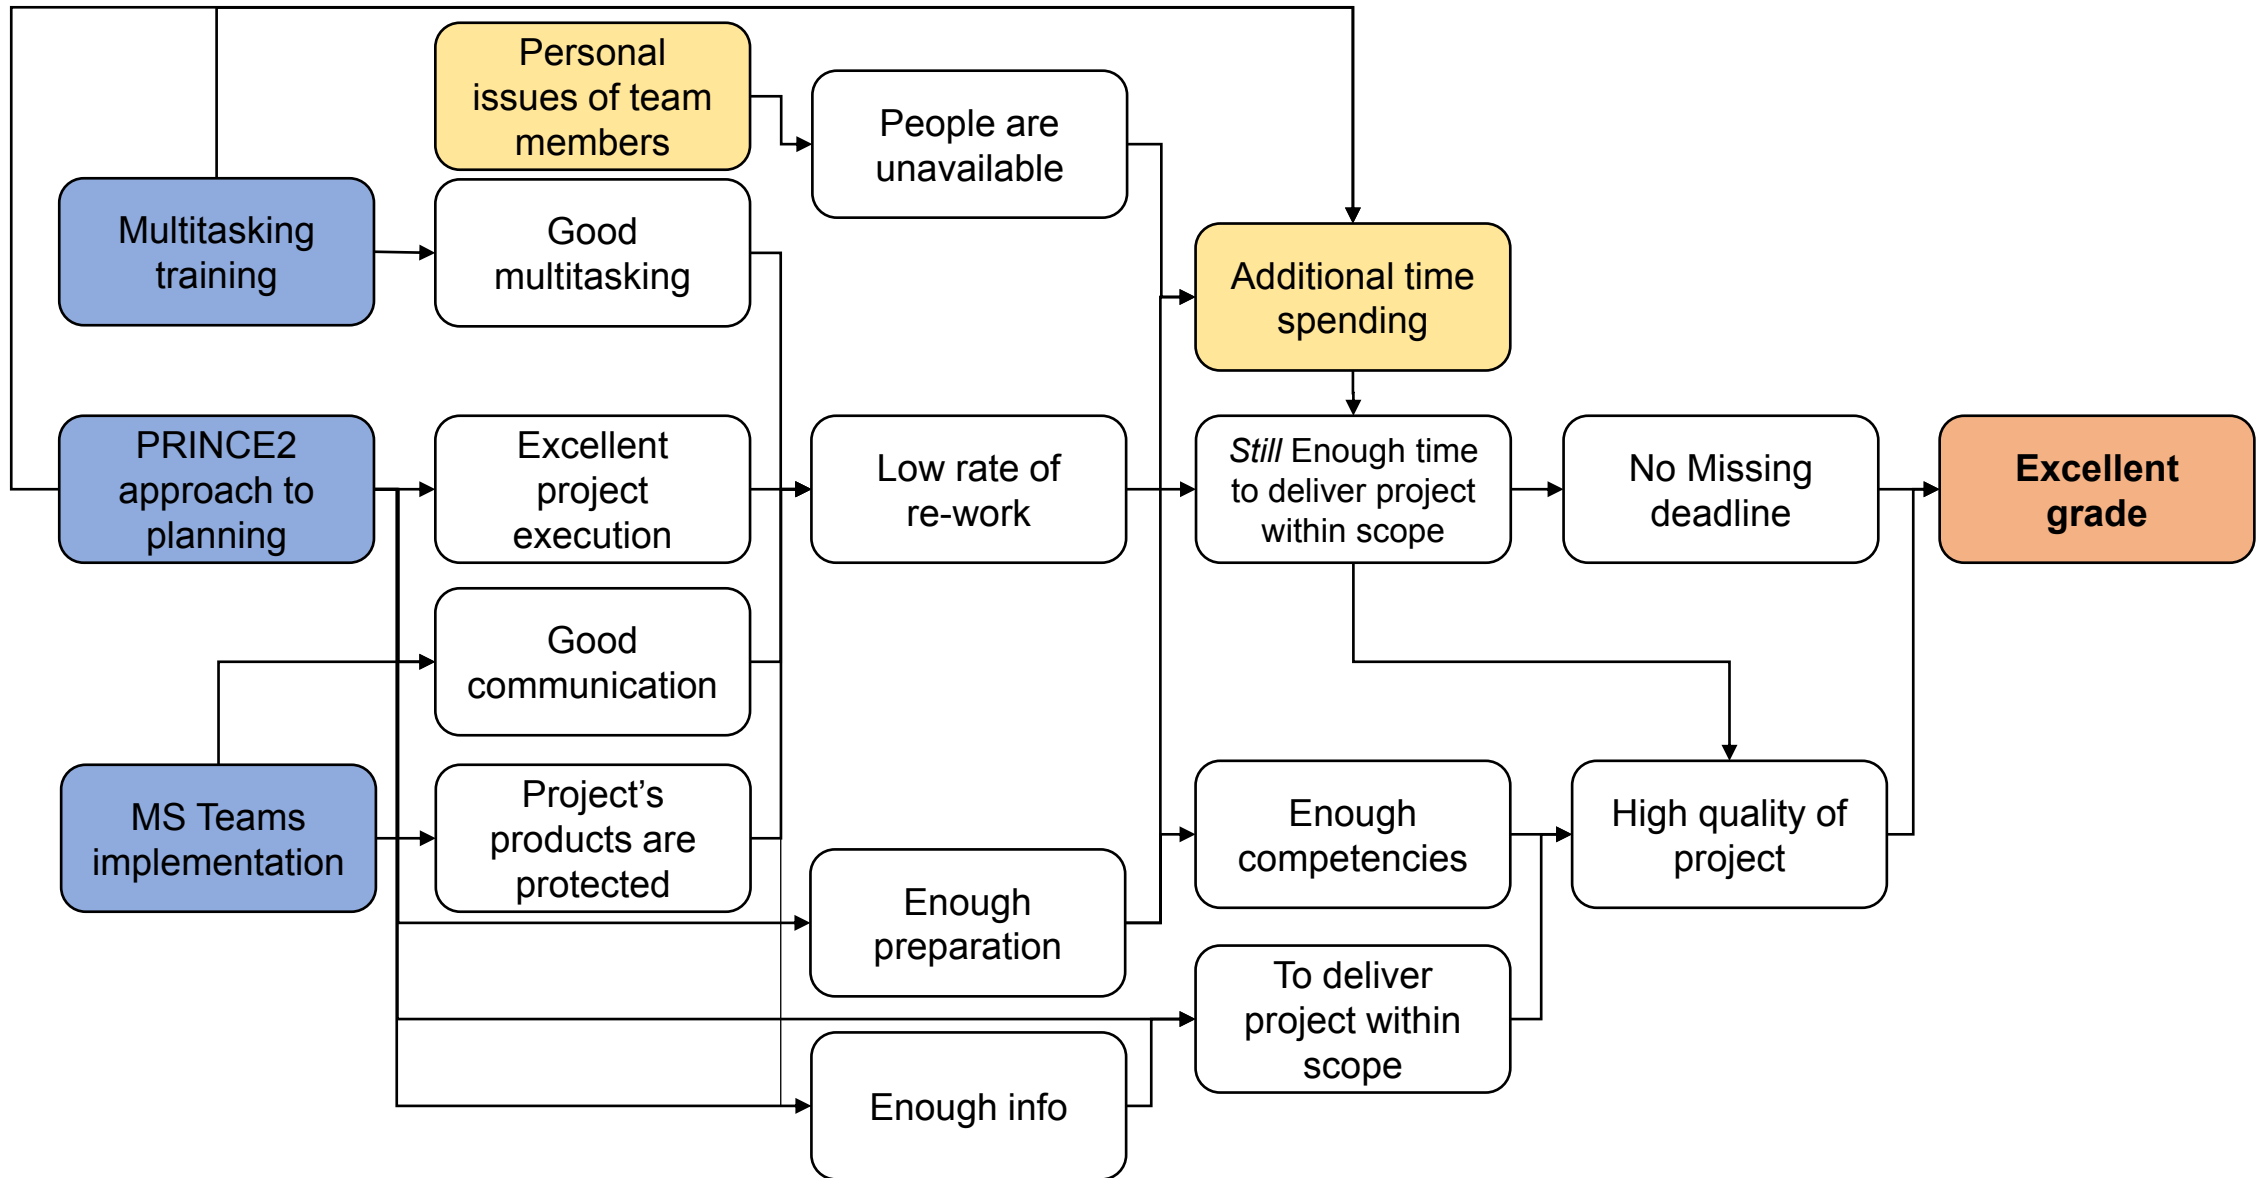 Personal
issues of team
members
People are
unavailable
Multitasking
training
Good
multitasking
Additional time
spending
PRINCE2
approach to
planning
Excellent
project
execution
Low rate of
re-work
Still Enough time
to deliver project
within scope
No Missing
deadline
Excellent
grade
Good
communication
MS Teams
implementation
Project’s
products are
protected
Enough
preparation
Enough
competencies
High quality of
project
To deliver
project within
scope
Enough info